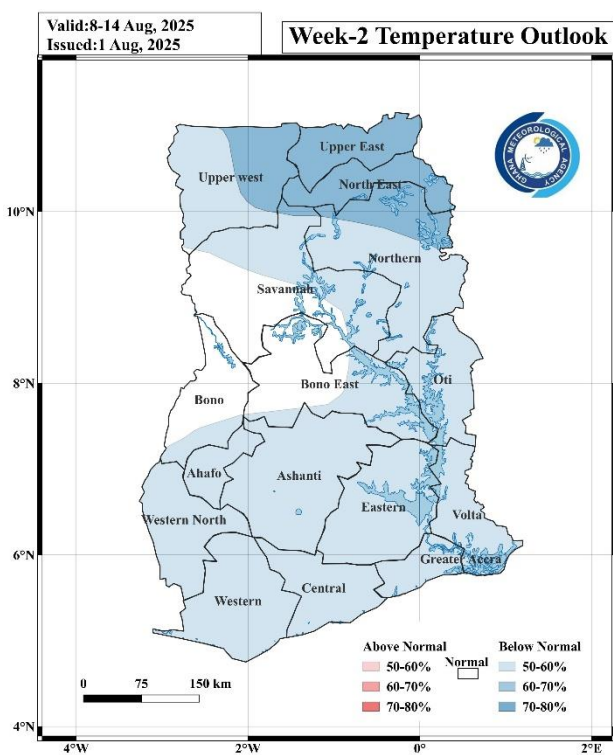 Valid:8-14 Aug, 2025
Issued:1 Aug, 2025
Week-2 Temperature Outlook
GHANA METEOROLOGICAL AGENCY
Upper East
Upper west
North East
10°N
Northern
Savannah
8°N
Bono East
Oti
Bono
Ahafo
Ashanti
Western North
Eastern
Volta
6°N
Greater Accra
Central
Western
Above Normal
Normal
Below Normal
50-60%
50-60%
60-70%
60-70%
70-80%
70-80%
0 75 150 km
4°N
4°W
2°W
0°
2°E